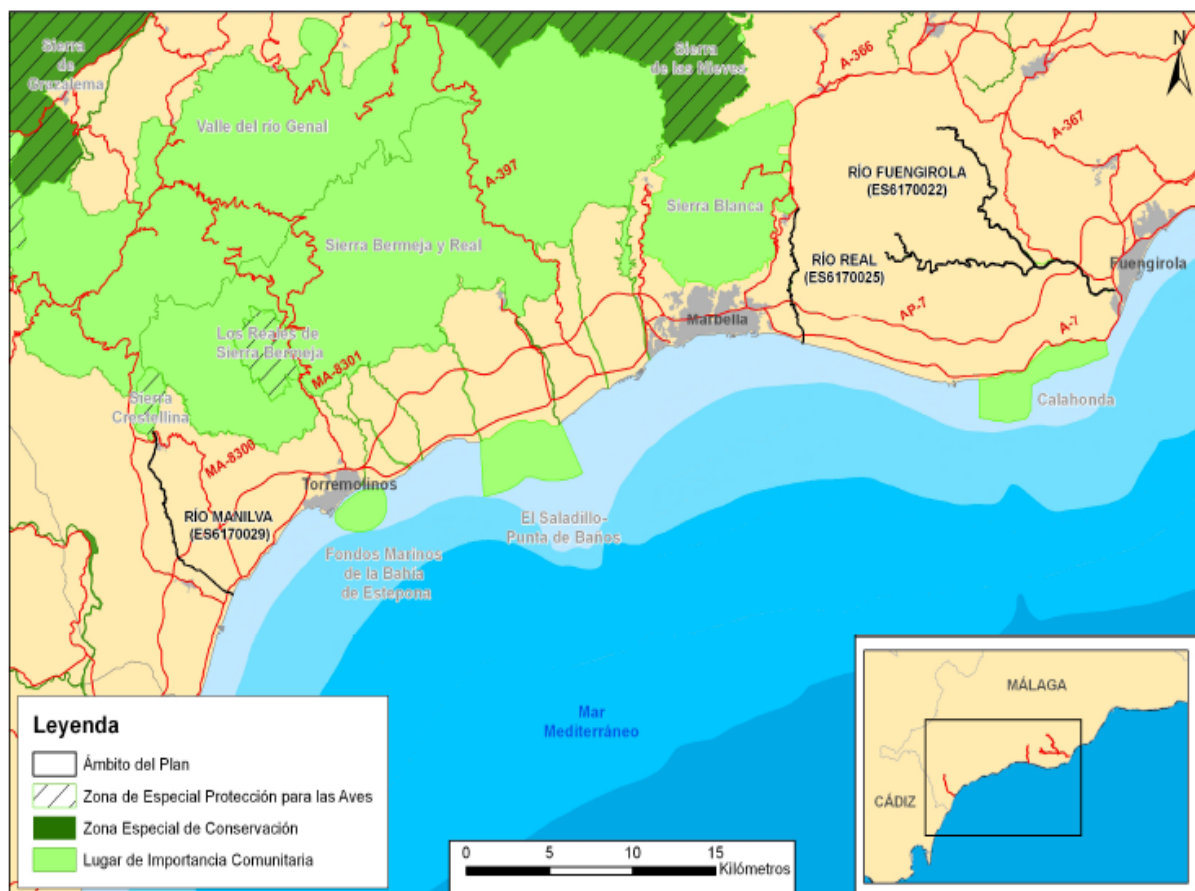 Sierra
de
Grazalema
Sierra
de las Nieves
A-366
N
Valle del río Genal
A-367
A-397
RÍO FUENGIROLA
(ES6170022)
Sierra Blanca
Sierra Bermeja y Real
RÍO REAL
(ES6170025)
Fuengirola
AP-7
Marbella
A-7
Los Reales de
Sierra Bermeja
MA-8301
Sierra
Crestellina
Calahonda
MA-8300
Torremolinos
RÍO MANILVA
(ES6170029)
El Saladillo-
Punta de Baños
Fondos Marinos
de la Bahía
de Estepona
Mar
Mediterráneo
Leyenda
Ámbito del Plan
Zona de Especial Protección para las Aves
Zona Especial de Conservación
Lugar de Importancia Comunitaria
0 5 10 15
Kilómetros
MÁLAGA
CÁDIZ